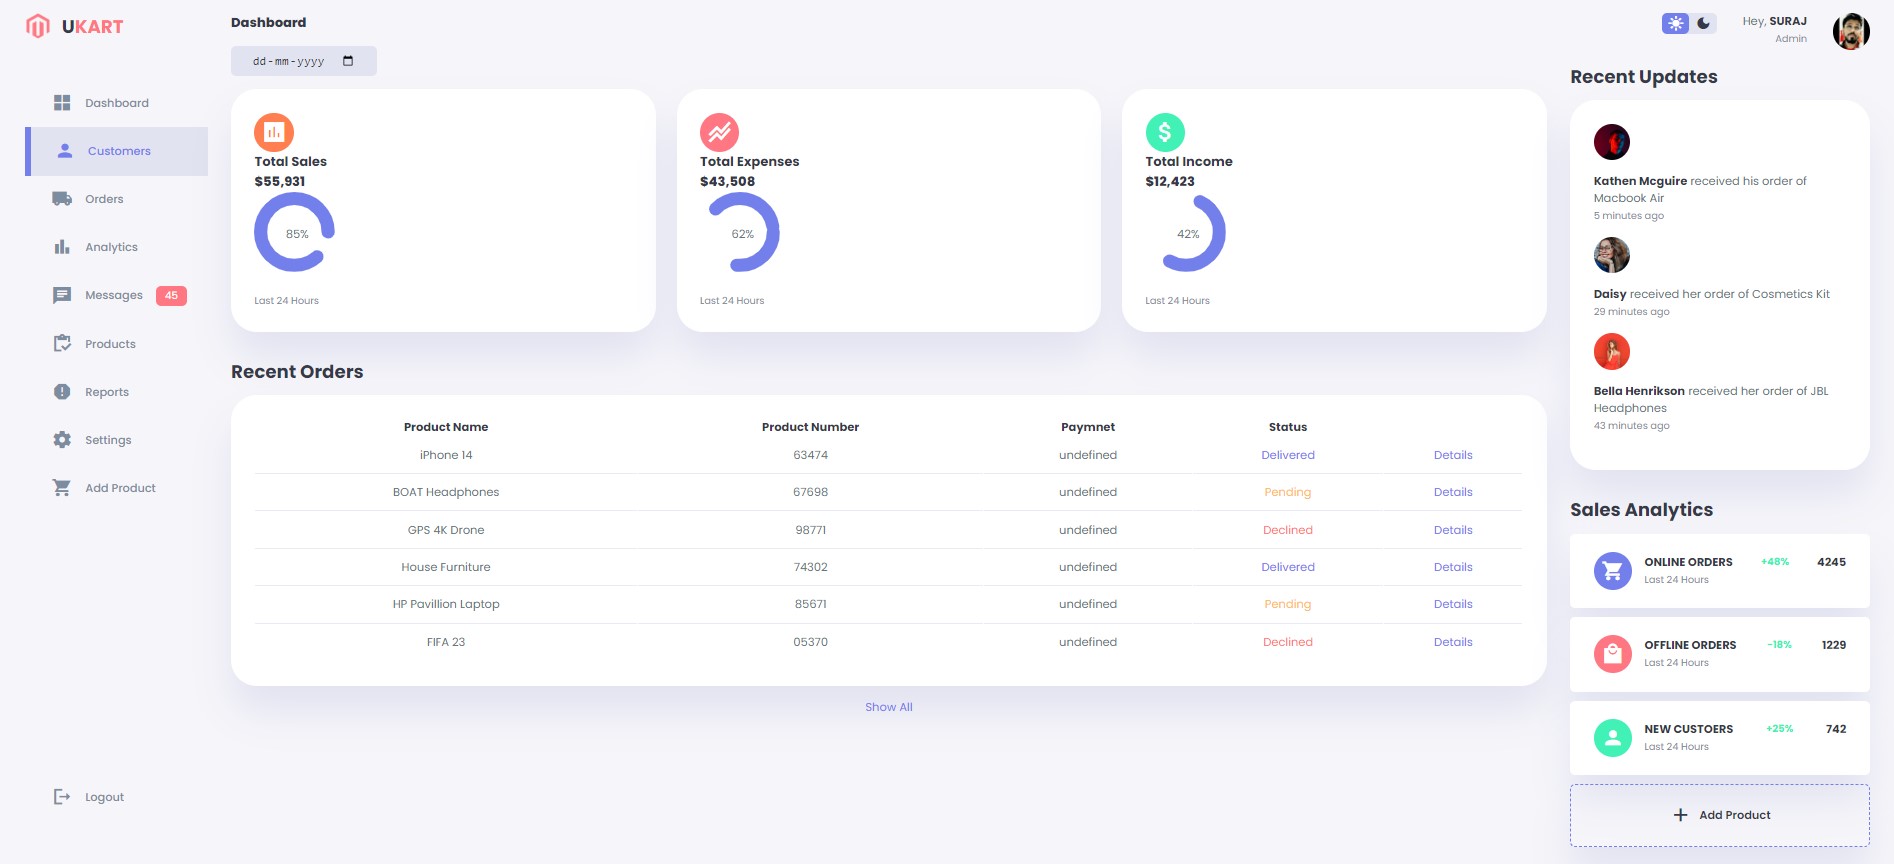 UKART
Dashboard
Customers
Orders
Analytics
Messages 45
Products
Reports
Settings
Add Product
Logout
Dashboard
dd-mm-yyyy
Total Sales
$55,931
85%
Last 24 Hours
Total Expenses
$43,508
62%
Last 24 Hours
Total Income
$12,423
42%
Last 24 Hours
Recent Orders
Product Name Product Number Paymnet Status
iPhone 14 63474 undefined Delivered Details
BOAT Headphones 67698 undefined Pending Details
GPS 4K Drone 98771 undefined Declined Details
House Furniture 74302 undefined Delivered Details
HP Pavillion Laptop 85671 undefined Pending Details
FIFA 23 05370 undefined Declined Details
Show All
Hey, SURAJ
Admin
Recent Updates
Kathen Mcguire received his order of
Macbook Air
5 minutes ago
Daisy received her order of Cosmetics Kit
29 minutes ago
Bella Henrikson received her order of JBL
Headphones
43 minutes ago
Sales Analytics
ONLINE ORDERS +48% 4245
Last 24 Hours
OFFLINE ORDERS -18% 1229
Last 24 Hours
NEW CUSTOERS +25% 742
Last 24 Hours
Add Product